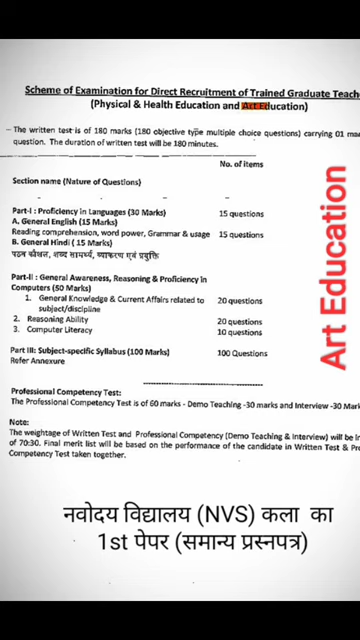 Scheme of Examination for Direct Recruitment of Trained Graduate Teache
(Physical & Health Education and Art Education)
– The written test is of 180 marks (180 objective type multiple choice questions) carrying 01 ma
question. The duration of written test will be 180 minutes.
No. of items
Section name (Nature of Questions)
Part-I : Proficiency in Languages (30 Marks) 15 questions
A. General English (15 Marks)
Reading comprehension, word power, Grammar & usage 15 questions
B. General Hindi ( 15 Marks)
पठन कौशल, शब्द सामर्थ्य, व्याकरण एवं प्रयुक्ति
Part-II : General Awareness, Reasoning & Proficiency in
Computers (50 Marks)
1. General Knowledge & Current Affairs related to 20 questions
subject/discipline
2. Reasoning Ability 20 questions
3. Computer Literacy 10 questions
Part III: Subject-specific Syllabus (100 Marks) 100 Questions
Refer Annexure
Art Education
Professional Competency Test:
The Professional Competency Test is of 60 marks - Demo Teaching -30 marks and Interview -30 Mar
Note:
The weightage of Written Test and Professional Competency (Demo Teaching & Interview) will be in
of 70:30. Final merit list will be based on the performance of the candidate in Written Test & Pro
Competency Test taken together.
नवोदय विद्यालय (NVS) कला का
1st पेपर (समान्य प्रस्नपत्र)